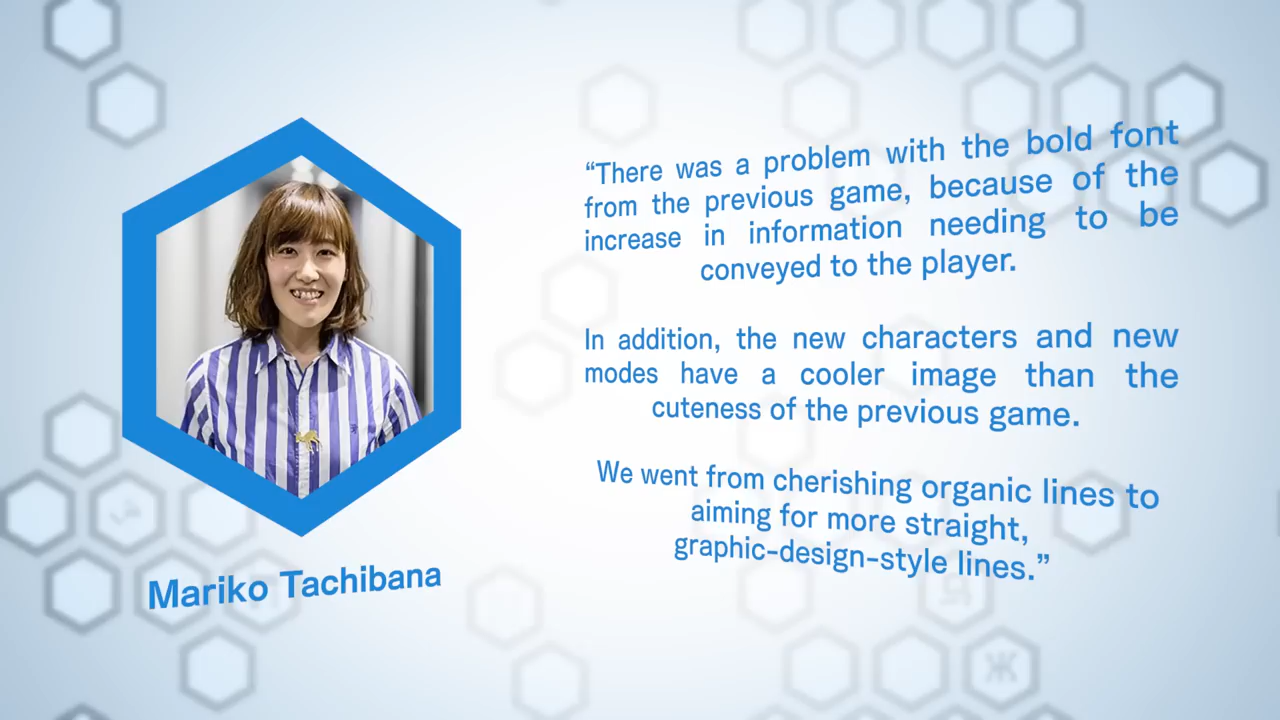 “There was a problem with the bold font
from the previous game, because of the
increase in information needing to be
conveyed to the player.
In addition, the new characters and new
modes have a cooler image than the
cuteness of the previous game.
We went from cherishing organic lines to
aiming for more straight,
graphic-design-style lines.”
Mariko Tachibana
Ж